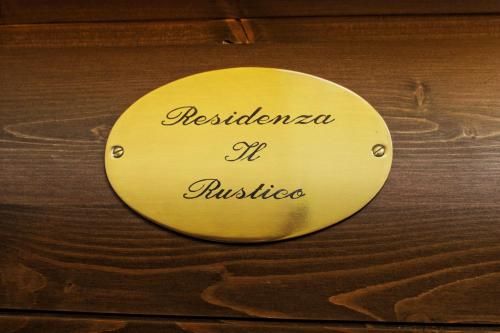 Residenza
Il
Rustico